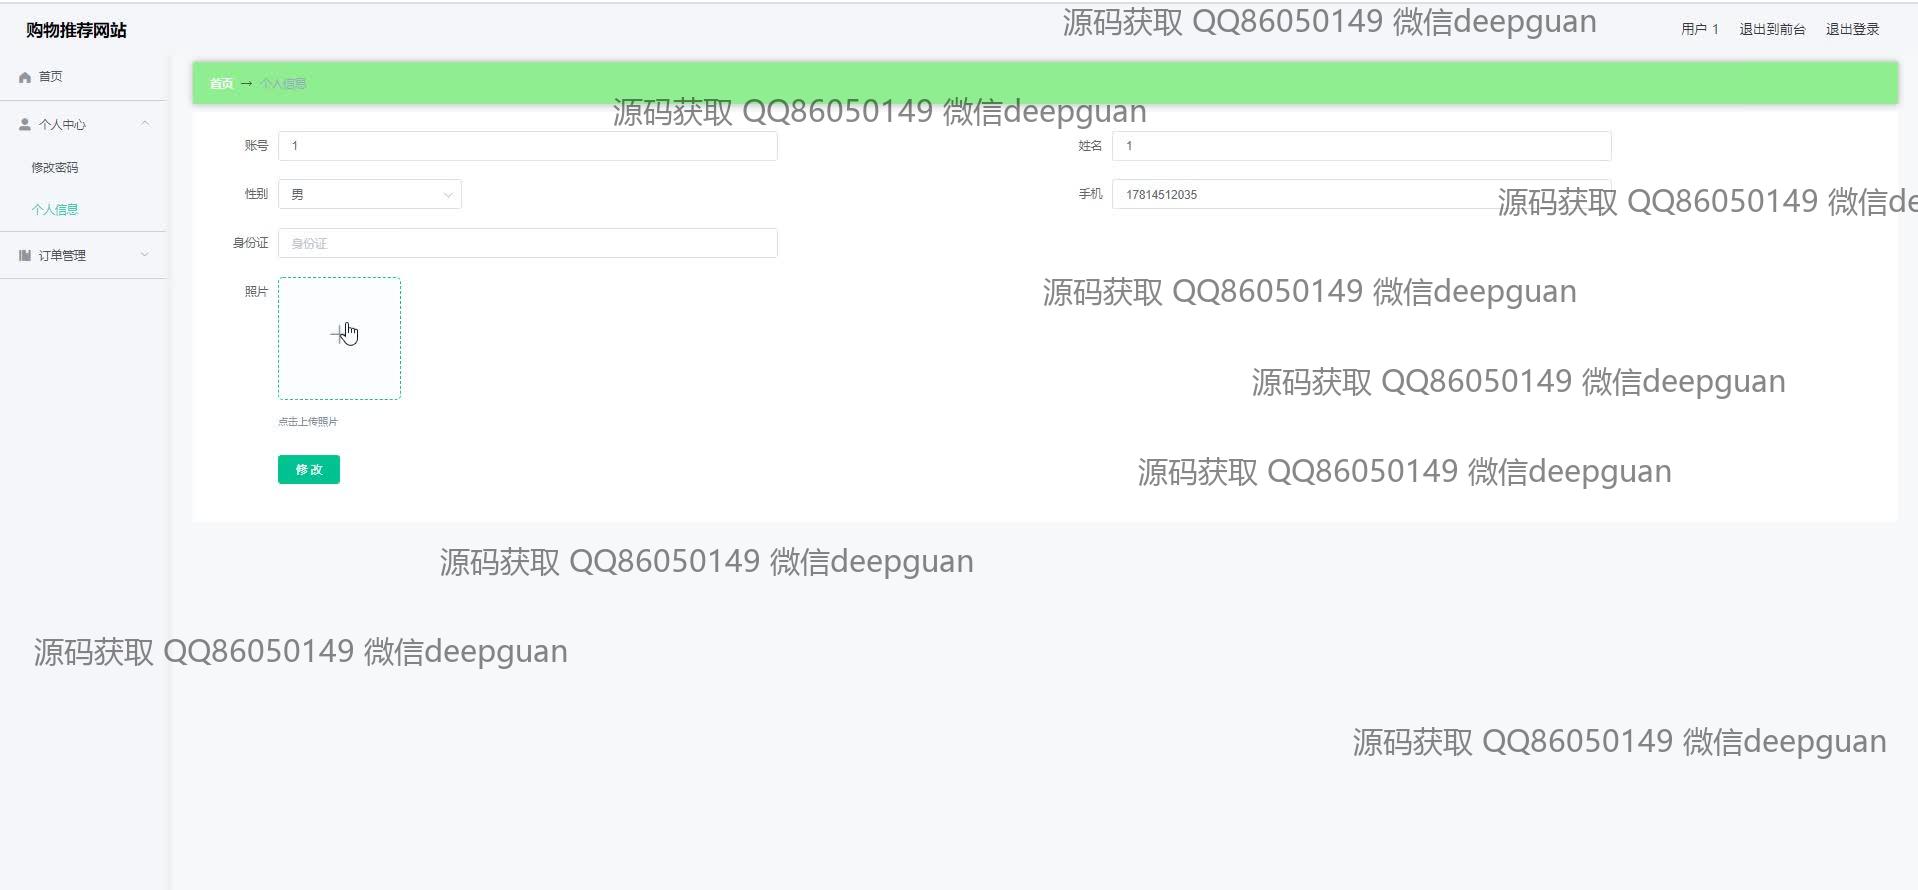 源码获取 QQ86050149 微信deepguan
购物推荐网站
用户 1 退出到前台 退出登录
首页
首页 → 个人信息
源码获取 QQ86050149 微信deepguan
个人中心
账号 1
姓名 1
修改密码
性别 男
手机 17814512035
源码获取 QQ86050149 微信de
个人信息
身份证 身份证
订单管理
照片
源码获取 QQ86050149 微信deepguan
源码获取 QQ86050149 微信deepguan
点击上传照片
修改
源码获取 QQ86050149 微信deepguan
源码获取 QQ86050149 微信deepguan
源码获取 QQ86050149 微信deepguan
源码获取 QQ86050149 微信deepguan